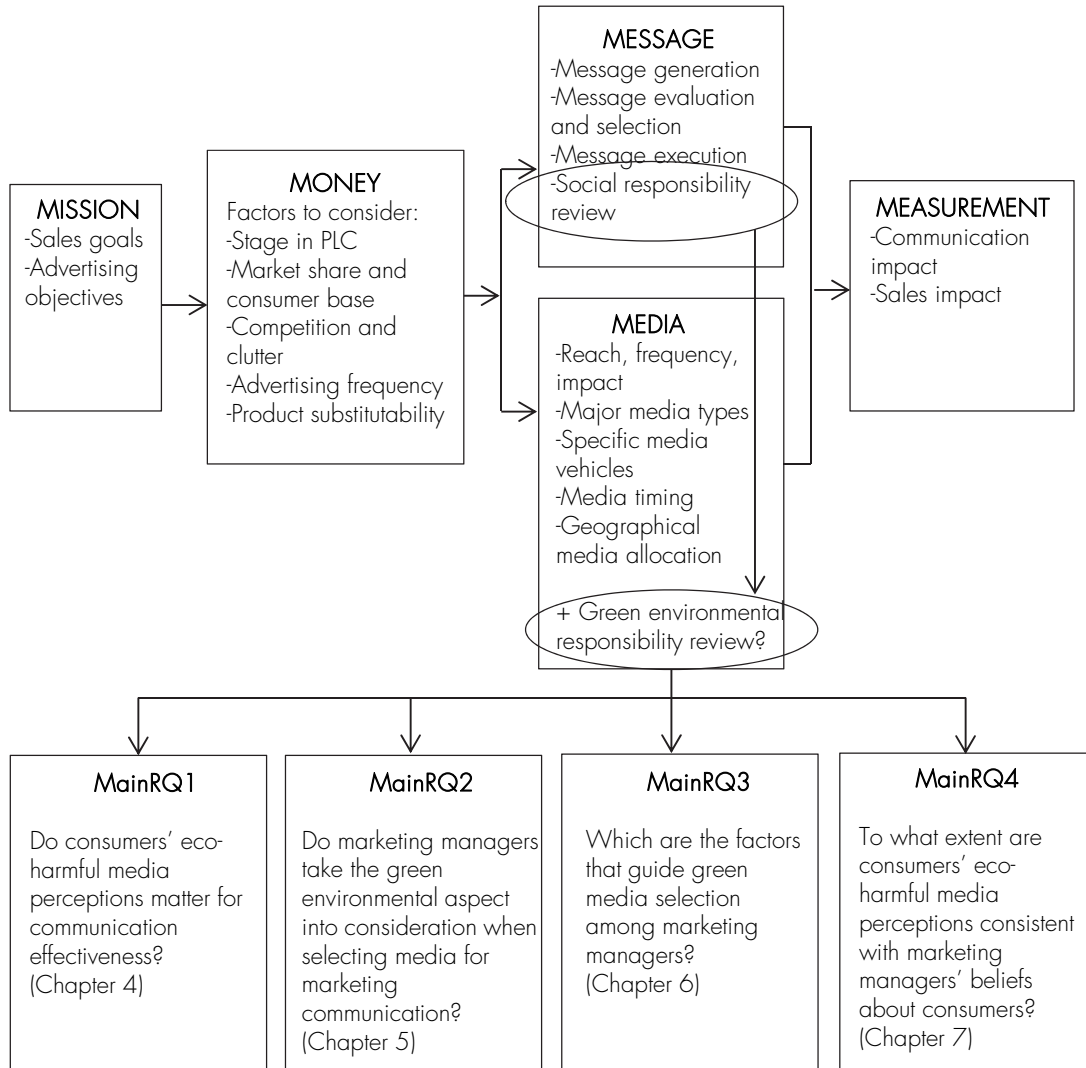 MISSION
-Sales goals
-Advertising
objectives
MONEY
Factors to consider:
-Stage in PLC
-Market share and
consumer base
-Competition and
clutter
-Advertising frequency
-Product substitutability
MESSAGE
-Message generation
-Message evaluation
and selection
-Message execution
-Social responsibility
review
MEDIA
-Reach, frequency,
impact
-Major media types
-Specific media
vehicles
-Media timing
-Geographical
media allocation
+ Green environmental
responsibility review?
MEASUREMENT
-Communication
impact
-Sales impact
MainRQ1
Do consumers’ eco-
harmful media
perceptions matter for
communication
effectiveness?
(Chapter 4)
MainRQ2
Do marketing managers
take the green
environmental aspect
into consideration when
selecting media for
marketing
communication?
(Chapter 5)
MainRQ3
Which are the factors
that guide green
media selection
among marketing
managers?
(Chapter 6)
MainRQ4
To what extent are
consumers’ eco-
harmful media
perceptions consistent
with marketing
managers’ beliefs
about consumers?
(Chapter 7)